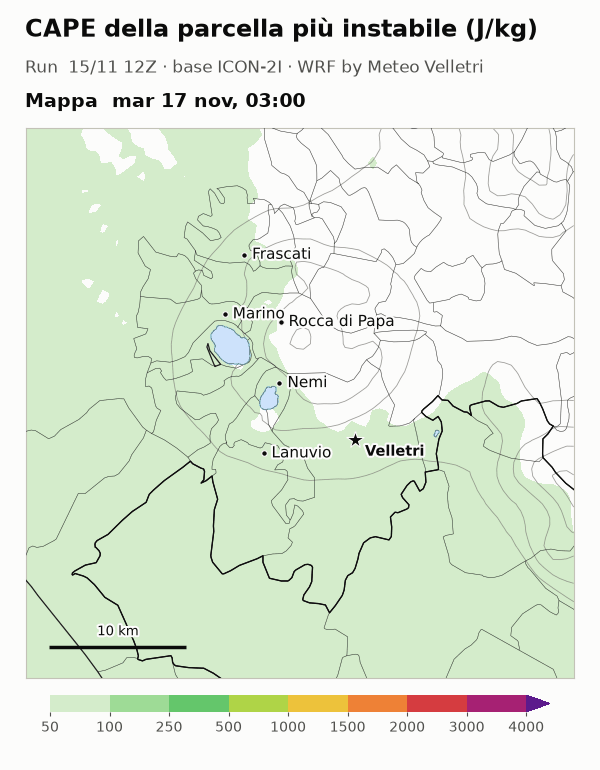 CAPE della parcella più instabile (J/kg)
Run  15/11 12Z · base ICON-2I · WRF by Meteo Velletri
Mappa  mar 17 nov, 03:00
Frascati
Marino
Rocca di Papa
Nemi
Velletri
Lanuvio
10 km
50 100 250 500 1000 1500 2000 3000 4000